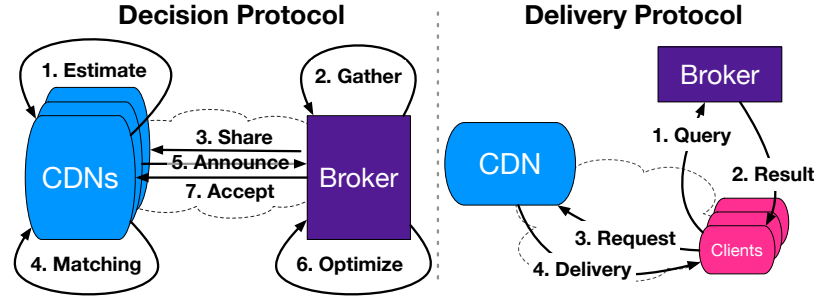 Decision Protocol
1. Estimate
2. Gather
3. Share
5. Announce
7. Accept
CDNs
Broker
4. Matching
6. Optimize
Delivery Protocol
Broker
1. Query
CDN
2. Result
3. Request
4. Delivery
Clients